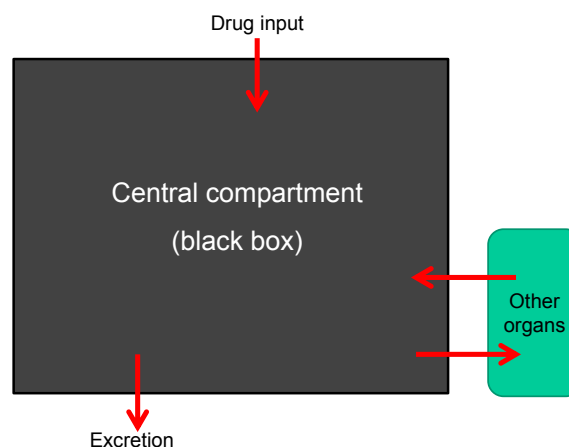 Drug input
Central compartment
(black box)
Other
organs
Excretion